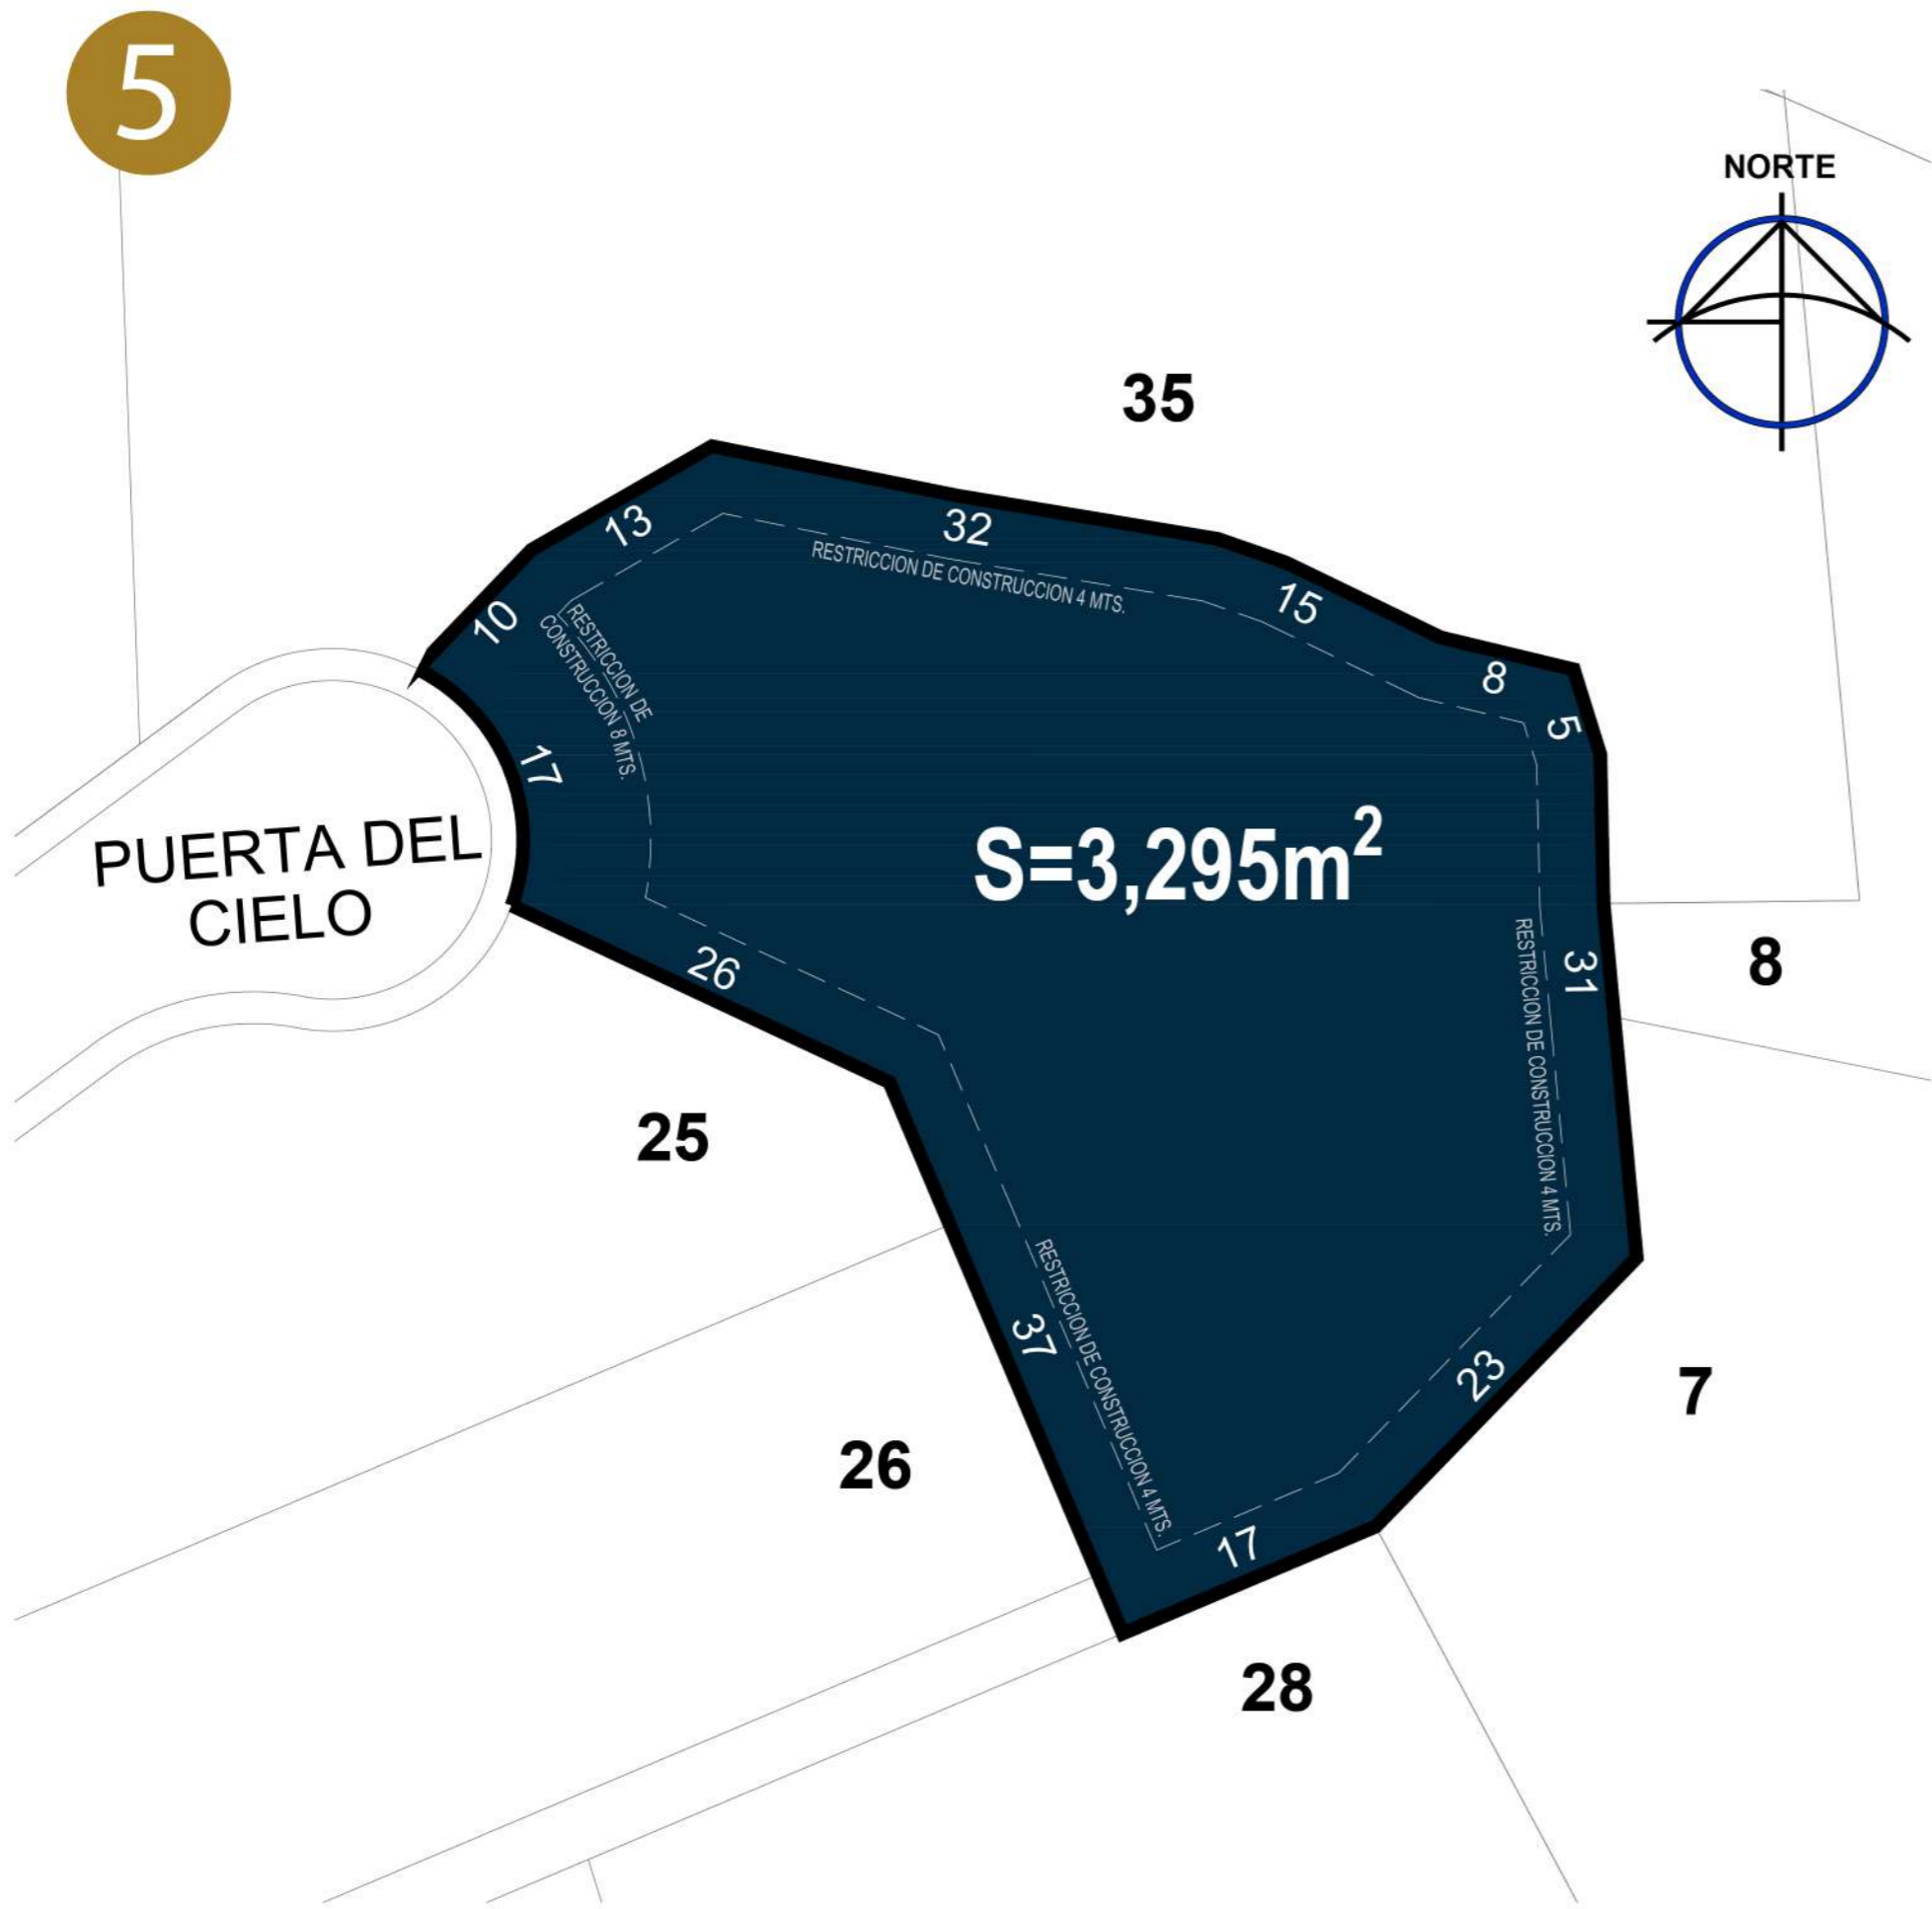 5
NORTE
35
13
32
RESTRICCION DE CONSTRUCCION 4 MTS.
10
15
RESTRICCION DE
CONSTRUCCION 8 MTS.
8
5
17
PUERTA DEL
CIELO
S=3,295m²
26
31
RESTRICCION DE CONSTRUCCION 4 MTS.
8
25
37
RESTRICCION DE CONSTRUCCION 4 MTS.
23
7
26
17
28